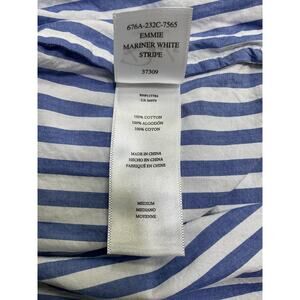 676A-232C-7565
EMMIE
MARINER WHITE
STRIPE
37309
100% COTTON
100% ALGODÓN
100% COTON
MADE IN CHINA
HECHO EN CHINA
FABRIQUÉ EN CHINE
MEDIUM
MEDIANO
MOYENNE